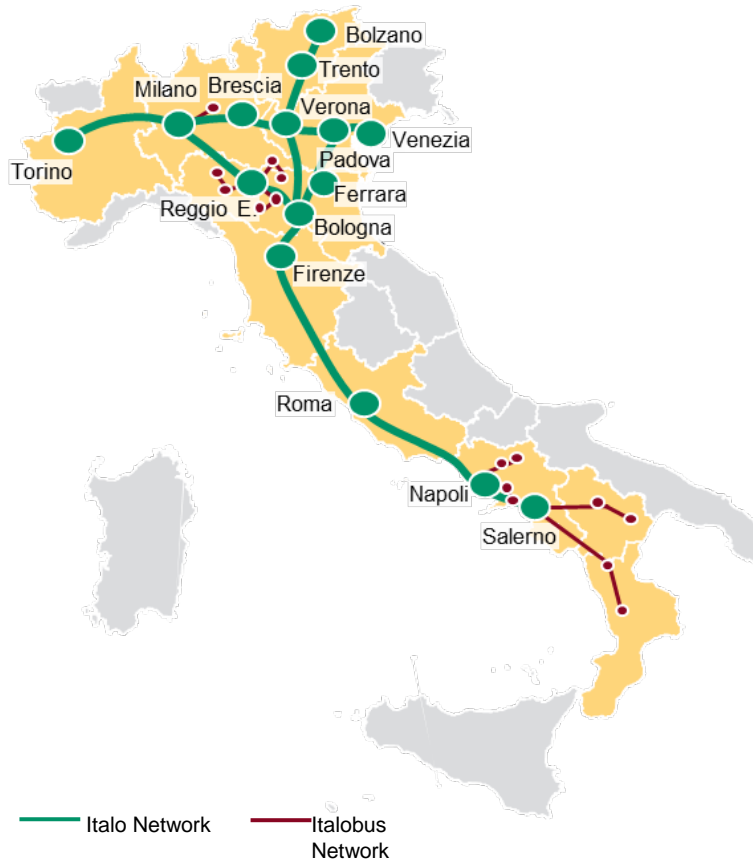 Bolzano
Trento
Milano
Brescia
Verona
Venezia
Torino
Padova
Ferrara
Reggio E.
Bologna
Firenze
Roma
Napoli
Salerno
Italo Network
Italobus
Network